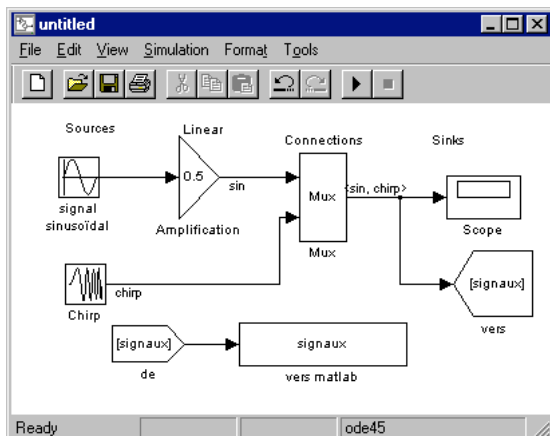 untitled
File Edit View Simulation Format Tools
Sources
Linear
Connections
Sinks
0.5
sin
Mux
<sin, chirp>
signal
sinusoïdal
Amplification
Mux
Scope
chirp
Chirp
[signaux]
vers
[signaux]
de
signaux
vers matlab
Ready
ode45